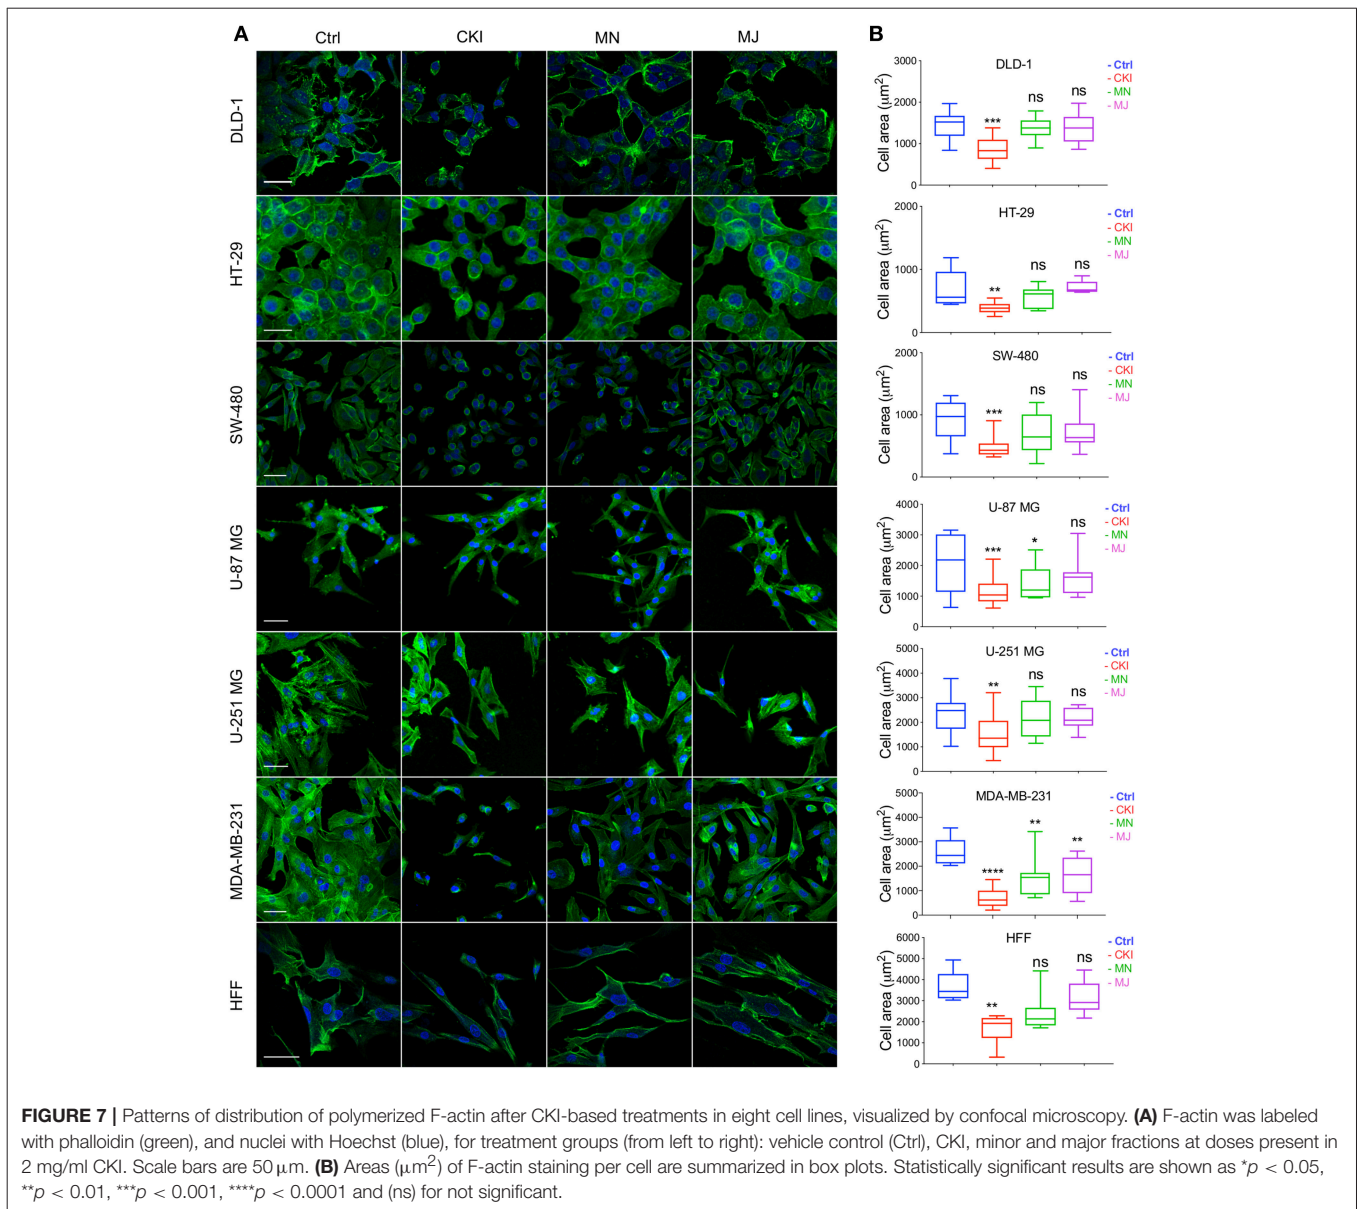 A
Ctrl
CKI
MN
MJ
DLD-1
HT-29
SW-480
U-87 MG
U-251 MG
MDA-MB-231
HFF
B
DLD-1
- Ctrl
- CKI
- MN
- MJ
Cell area (μm²)
3000
2000
1000
0
***
ns
ns
HT-29
- Ctrl
- CKI
- MN
- MJ
Cell area (μm²)
2000
1000
0
**
ns
ns
SW-480
- Ctrl
- CKI
- MN
- MJ
Cell area (μm²)
2000
1000
0
***
ns
ns
U-87 MG
- Ctrl
- CKI
- MN
- MJ
Cell area (μm²)
4000
3000
2000
1000
0
***
*
ns
U-251 MG
- Ctrl
- CKI
- MN
- MJ
Cell area (μm²)
5000
4000
3000
2000
1000
0
**
ns
ns
MDA-MB-231
- Ctrl
- CKI
- MN
- MJ
Cell area (μm²)
5000
4000
3000
2000
1000
0
****
**
**
HFF
- Ctrl
- CKI
- MN
- MJ
Cell area (μm²)
6000
5000
4000
3000
2000
1000
0
**
ns
ns
FIGURE 7 | Patterns of distribution of polymerized F-actin after CKI-based treatments in eight cell lines, visualized by confocal microscopy. (A) F-actin was labeled
with phalloidin (green), and nuclei with Hoechst (blue), for treatment groups (from left to right): vehicle control (Ctrl), CKI, minor and major fractions at doses present in
2 mg/ml CKI. Scale bars are 50 μm. (B) Areas (μm²) of F-actin staining per cell are summarized in box plots. Statistically significant results are shown as *p < 0.05,
**p < 0.01, ***p < 0.001, ****p < 0.0001 and (ns) for not significant.